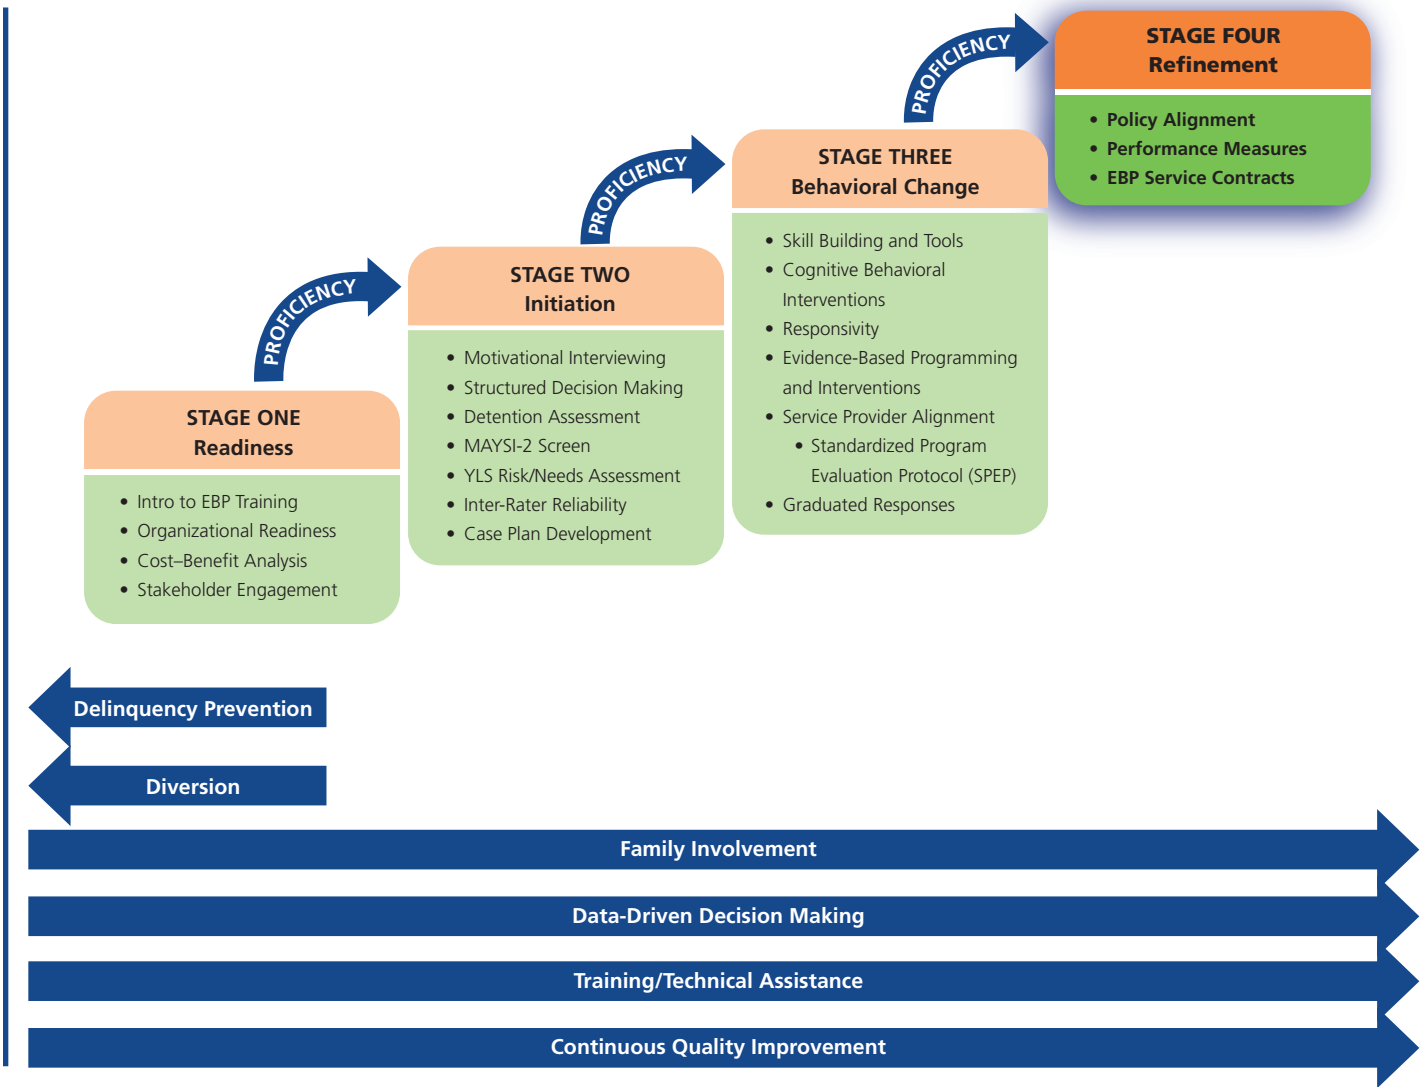 STAGE ONE
Readiness
• Intro to EBP Training
• Organizational Readiness
• Cost–Benefit Analysis
• Stakeholder Engagement
PROFICIENCY
STAGE TWO
Initiation
• Motivational Interviewing
• Structured Decision Making
• Detention Assessment
• MAYSI-2 Screen
• YLS Risk/Needs Assessment
• Inter-Rater Reliability
• Case Plan Development
PROFICIENCY
STAGE THREE
Behavioral Change
• Skill Building and Tools
• Cognitive Behavioral
Interventions
• Responsivity
• Evidence-Based Programming
and Interventions
• Service Provider Alignment
• Standardized Program
Evaluation Protocol (SPEP)
• Graduated Responses
PROFICIENCY
STAGE FOUR
Refinement
• Policy Alignment
• Performance Measures
• EBP Service Contracts
Delinquency Prevention
Diversion
Family Involvement
Data-Driven Decision Making
Training/Technical Assistance
Continuous Quality Improvement